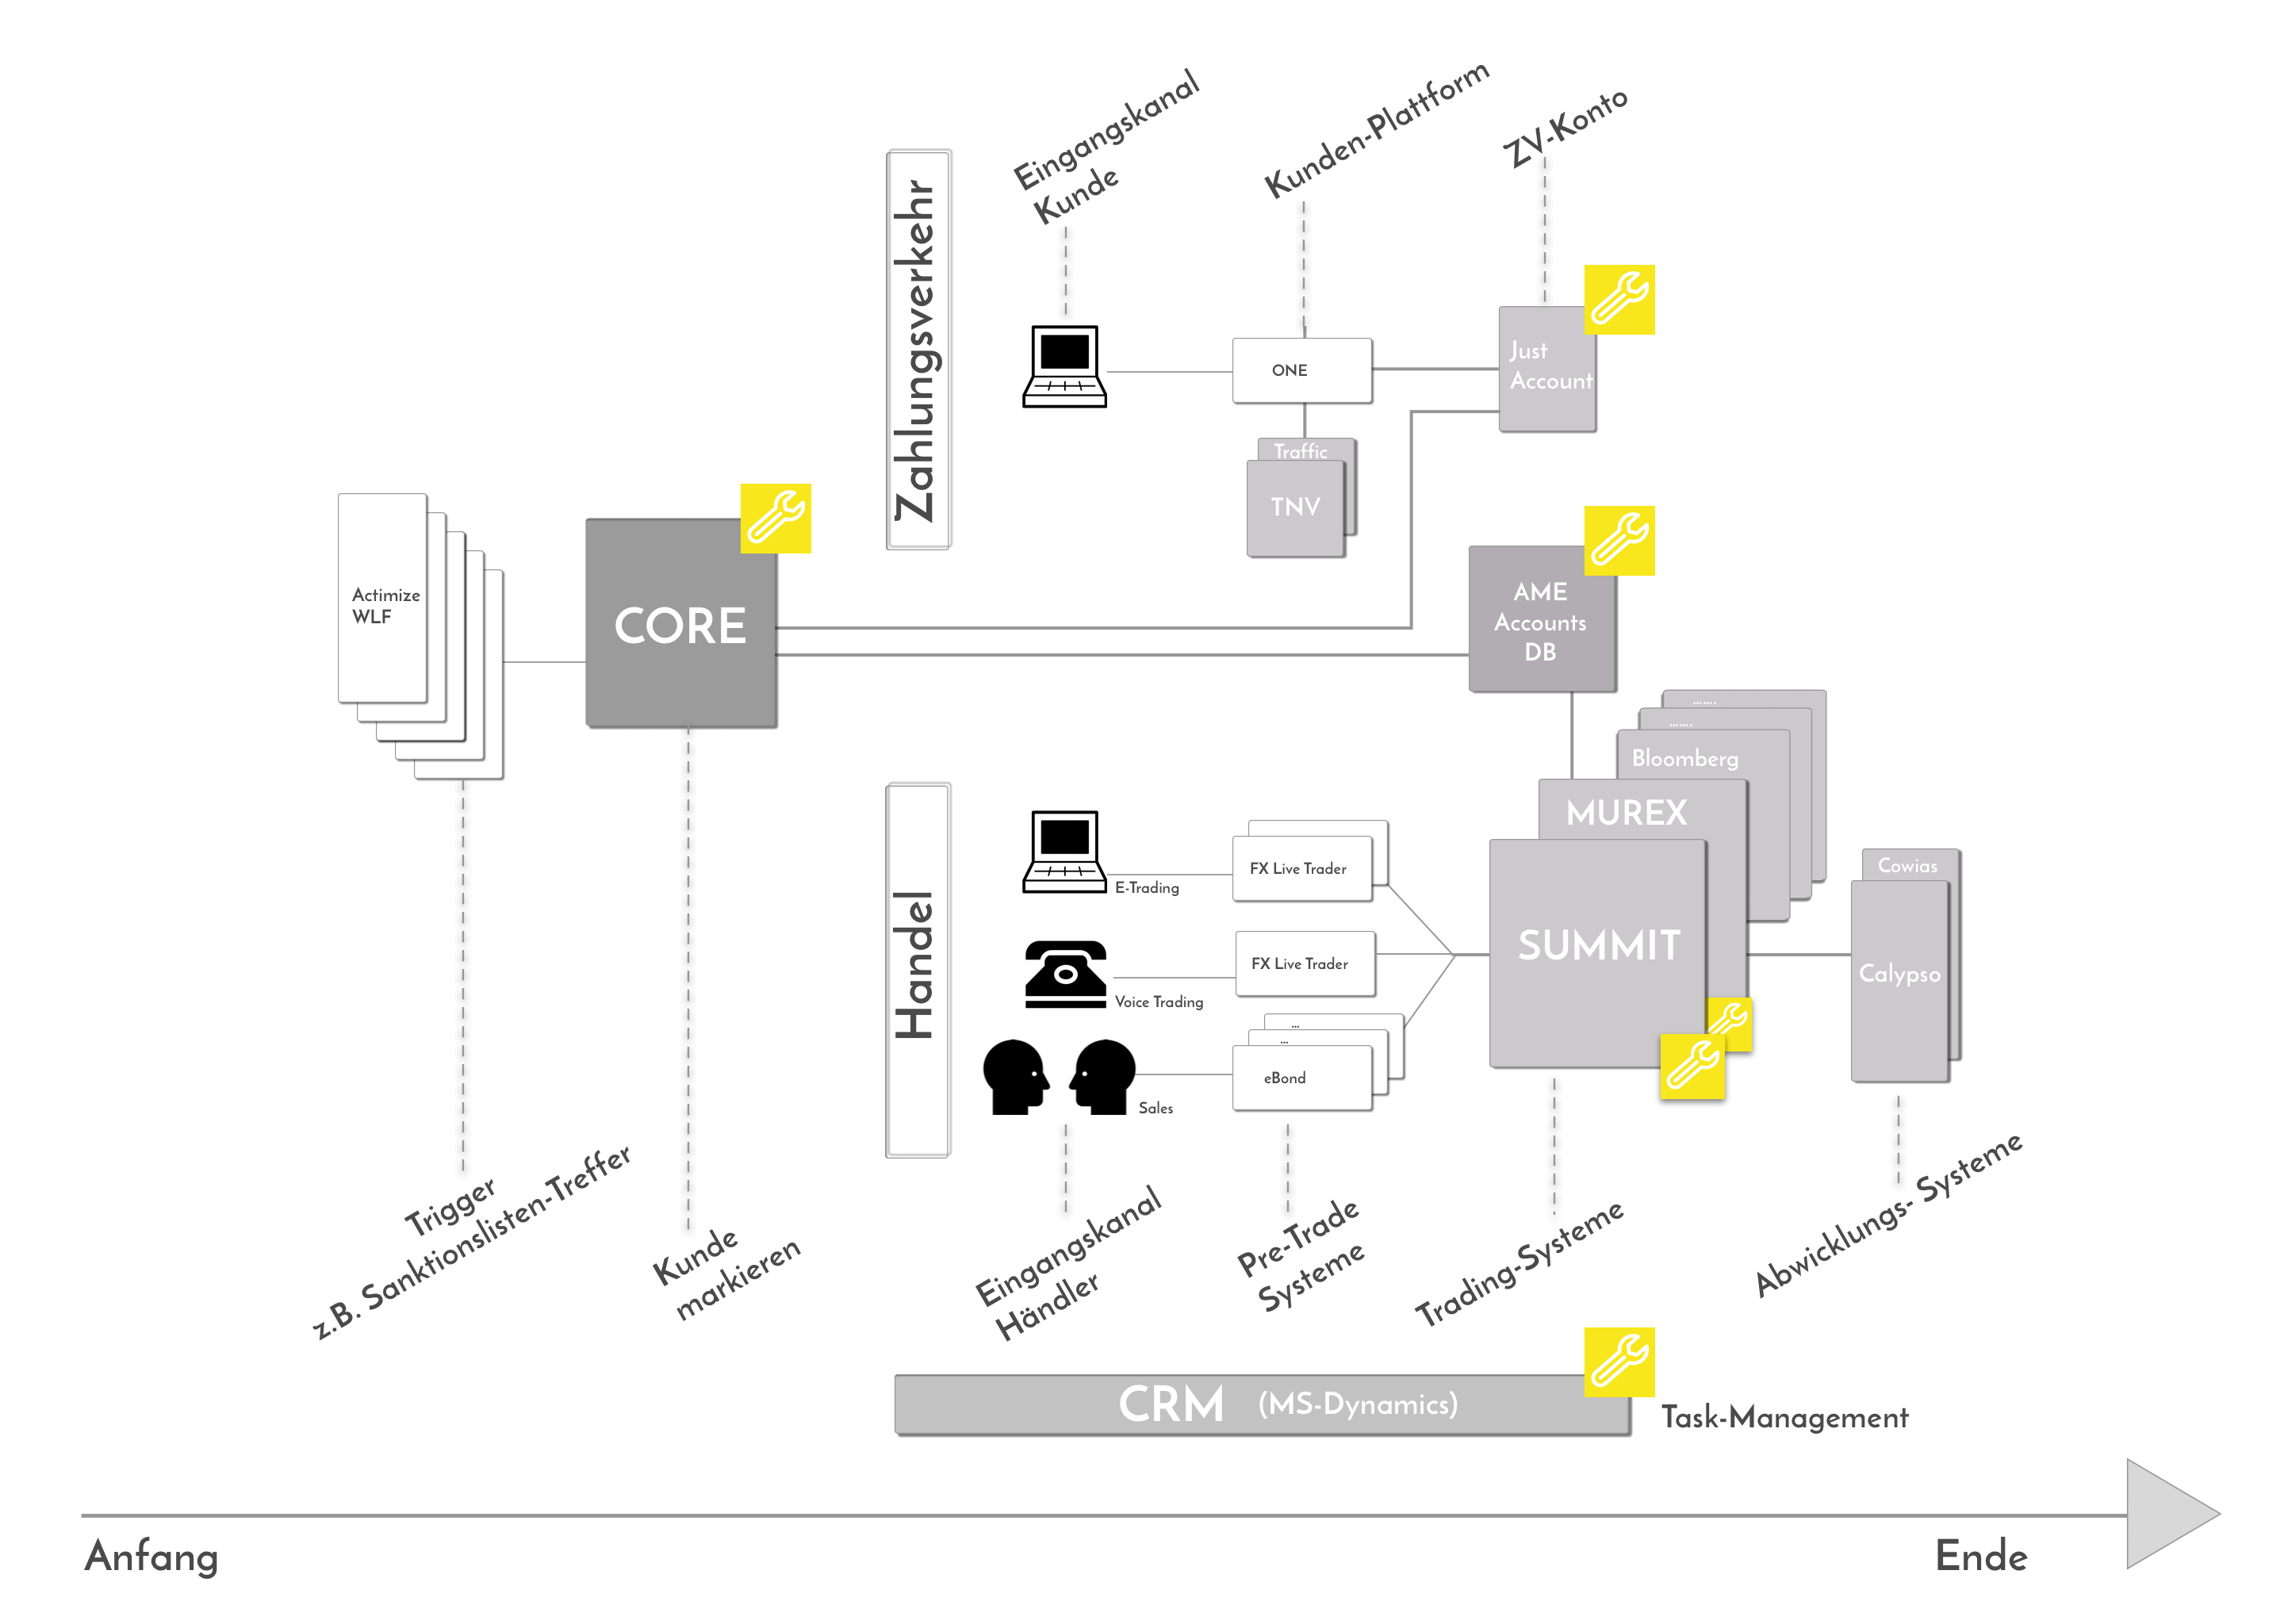 Eingangskanal
Kunde
Kunden-Plattform
ZV-Konto
Zahlungsverkehr
ONE
Just
Account
Traffic
TNV
Actimize
WLF
CORE
AME
Accounts
DB
.......
.......
Bloomberg
MUREX
SUMMIT
Cowias
Calypso
Handel
E-Trading
FX Live Trader
Voice Trading
FX Live Trader
Sales
...
...
eBond
Trigger
z.B. Sanktionslisten-Treffer
Kunde
markieren
Eingangskanal
Händler
Pre-Trade
Systeme
Trading-Systeme
Abwicklungs- Systeme
CRM (MS-Dynamics)
Task-Management
Anfang
Ende